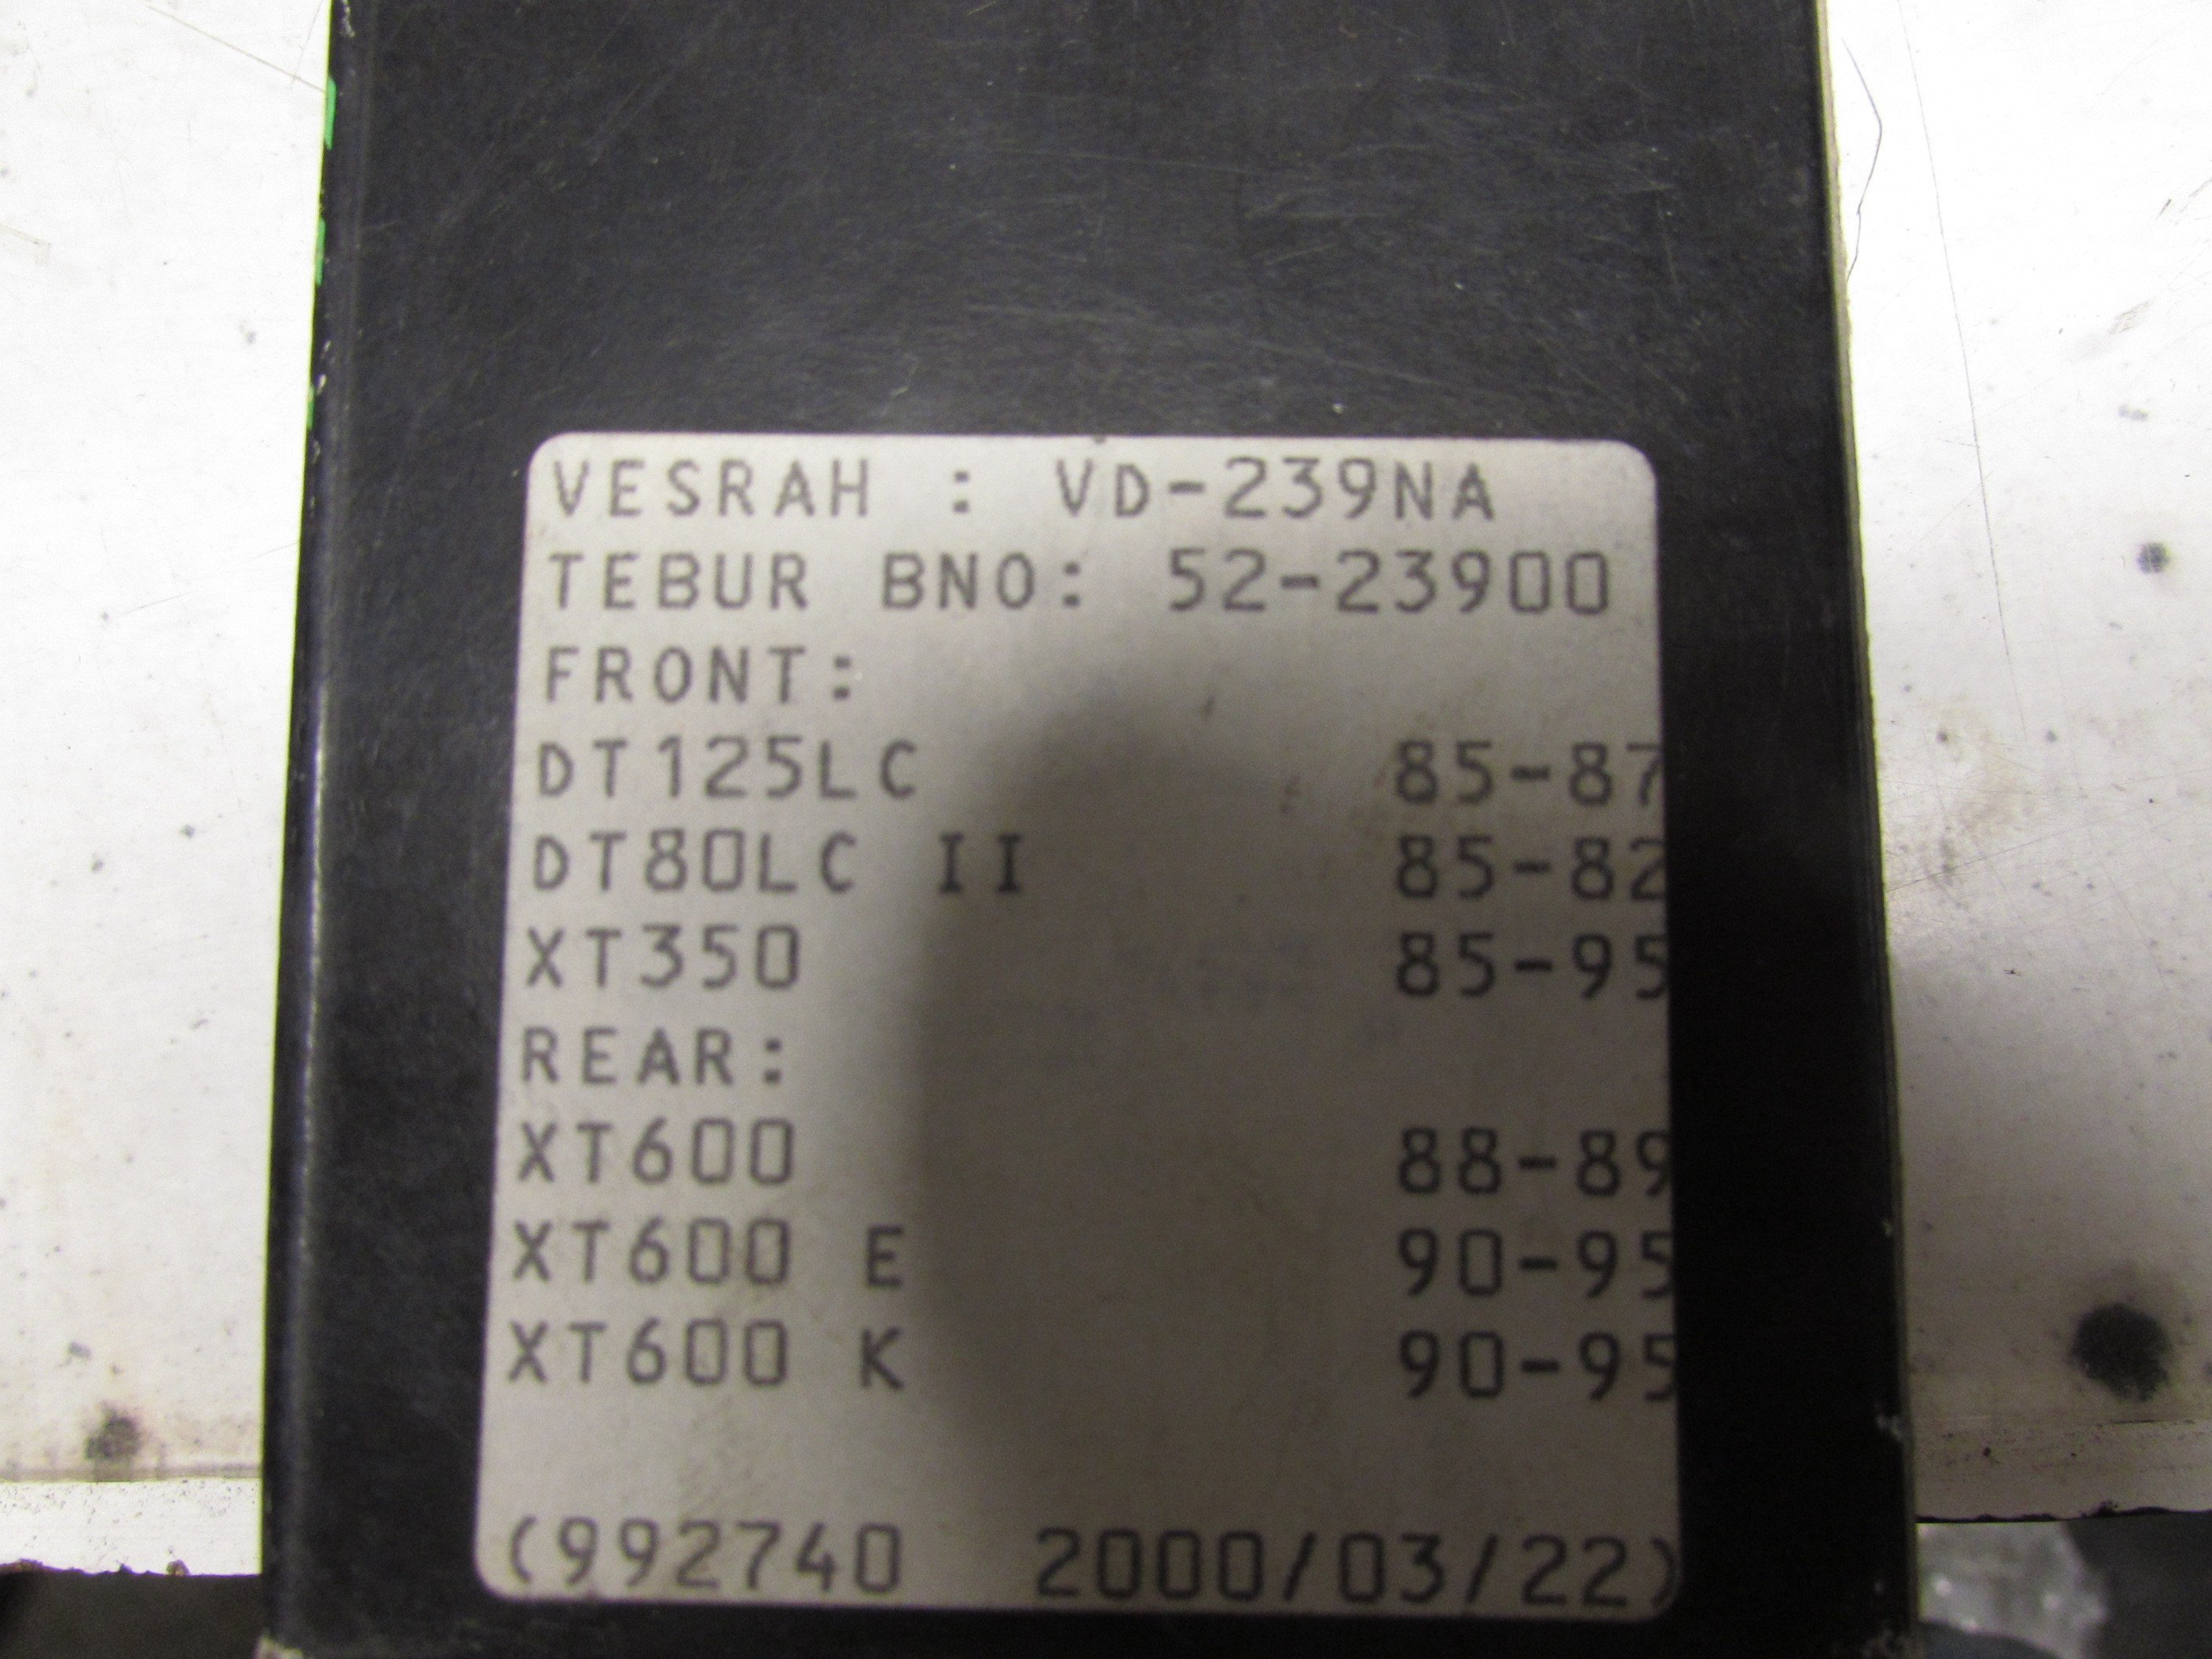 VESRAH : VD-239NA
TEBUR BNO: 52-23900
FRONT:
DT125LC 85-87
DT80LC II 85-82
XT350 85-95
REAR:
XT600 88-89
XT600 E 90-95
XT600 K 90-95
(992740 2000/03/22)